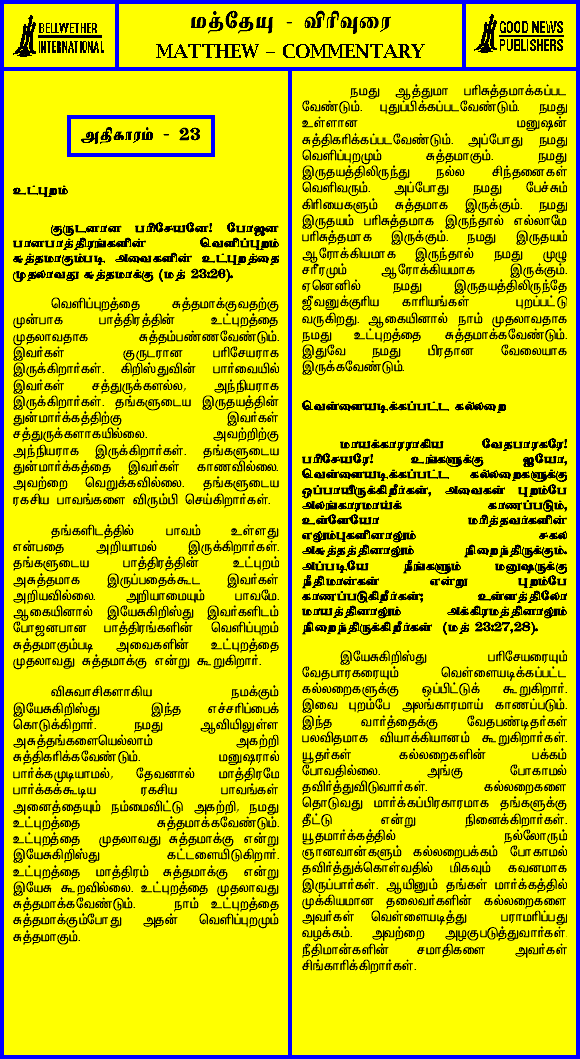 BELLWETHER
INTERNATIONAL
மத்தேயு - விரிவுரை
MATTHEW – COMMENTARY
GOOD NEWS
PUBLISHERS
அதிகாரம் - 23
உட்புறம்
குருடனான பரிசேயனே! போஜன
பானபாத்திரங்களின் வெளிப்புறம்
சுத்தமாகும்படி அவைகளின் உட்புறத்தை
முதலாவது சுத்தமாக்கு (மத் 23:26).
வெளிப்புறத்தை சுத்தமாக்குவதற்கு
முன்பாக பாத்திரத்தின் உட்புறத்தை
முதலாவதாக சுத்தம்பண்ணவேண்டும்.
இவர்கள் குருடரான பரிசேயராக
இருக்கிறார்கள். கிறிஸ்துவின் பார்வையில்
இவர்கள் சத்துருக்களல்ல, அந்நியராக
இருக்கிறார்கள். தங்களுடைய இருதயத்தின்
துன்மார்க்கத்திற்கு இவர்கள்
சத்துருக்களாகயில்லை. அவற்றிற்கு
அந்நியராக இருக்கிறார்கள். தங்களுடைய
துன்மார்க்கத்தை இவர்கள் காணவில்லை.
அவற்றை வெறுக்கவில்லை. தங்களுடைய
ரகசிய பாவங்களை விரும்பி செய்கிறார்கள்.
தங்களிடத்தில் பாவம் உள்ளது
என்பதை அறியாமல் இருக்கிறார்கள்.
தங்களுடைய பாத்திரத்தின் உட்புறம்
அசுத்தமாக இருப்பதைக்கூட இவர்கள்
அறியவில்லை. அறியாமையும் பாவமே.
ஆகையினால் இயேசுகிறிஸ்து இவர்களிடம்
போஜனபான பாத்திரங்களின் வெளிப்புறம்
சுத்தமாகும்படி அவைகளின் உட்புறத்தை
முதலாவது சுத்தமாக்கு என்று கூறுகிறார்.
விசுவாசிகளாகிய நமக்கும்
இயேசுகிறிஸ்து இந்த எச்சரிப்பைக்
கொடுக்கிறார். நமது ஆவியிலுள்ள
அசுத்தங்களையெல்லாம் அகற்றி
சுத்திகரிக்கவேண்டும். மனுஷரால்
பார்க்கமுடியாமல், தேவனால் மாத்திரமே
பார்க்கக்கூடிய ரகசிய பாவங்கள்
அனைத்தையும் நம்மைவிட்டு அகற்றி, நமது
உட்புறத்தை சுத்தமாக்கவேண்டும்.
உட்புறத்தை முதலாவது சுத்தமாக்கு என்று
இயேசுகிறிஸ்து கட்டளையிடுகிறார்.
உட்புறத்தை மாத்திரம் சுத்தமாக்கு என்று
இயேசு கூறவில்லை. உட்புறத்தை முதலாவது
சுத்தமாக்கவேண்டும். நாம் உட்புறத்தை
சுத்தமாக்கும்போது அதன் வெளிப்புறமும்
சுத்தமாகும்.
நமது ஆத்துமா பரிசுத்தமாக்கப்பட
வேண்டும். புதுப்பிக்கப்படவேண்டும். நமது
உள்ளான மனுஷன்
சுத்திகரிக்கப்படவேண்டும். அப்போது நமது
வெளிப்புறமும் சுத்தமாகும். நமது
இருதயத்திலிருந்து நல்ல சிந்தனைகள்
வெளிவரும். அப்போது நமது பேச்சும்
கிரியைகளும் சுத்தமாக இருக்கும். நமது
இருதயம் பரிசுத்தமாக இருந்தால் எல்லாமே
பரிசுத்தமாக இருக்கும். நமது இருதயம்
ஆரோக்கியமாக இருந்தால் நமது முழு
சரீரமும் ஆரோக்கியமாக இருக்கும்.
ஏனெனில் நமது இருதயத்திலிருந்தே
ஜீவனுக்குரிய காரியங்கள் புறப்பட்டு
வருகிறது. ஆகையினால் நாம் முதலாவதாக
நமது உட்புறத்தை சுத்தமாக்கவேண்டும்.
இதுவே நமது பிரதான வேலையாக
இருக்கவேண்டும்.
வெள்ளையடிக்கப்பட்ட கல்லறை
மாயக்காரராகிய வேதபாரகரே!
பரிசேயரே! உங்களுக்கு ஐயோ,
வெள்ளையடிக்கப்பட்ட கல்லறைகளுக்கு
ஒப்பாயிருக்கிறீர்கள், அவைகள் புறம்பே
அலங்காரமாய்க் காணப்படும்,
உள்ளேயோ மரித்தவர்களின்
எலும்புகளினாலும் சகல
அசுத்தத்தினாலும் நிறைந்திருக்கும்.
அப்படியே நீங்களும் மனுஷருக்கு
நீதிமான்கள் என்று புறம்பே
காணப்படுகிறீர்கள்; உள்ளத்திலோ
மாயத்தினாலும் அக்கிரமத்தினாலும்
நிறைந்திருக்கிறீர்கள் (மத் 23:27,28).
இயேசுகிறிஸ்து பரிசேயரையும்
வேதபாரகரையும் வெள்ளையடிக்கப்பட்ட
கல்லறைகளுக்கு ஒப்பிட்டுக் கூறுகிறார்.
இவை புறம்பே அலங்காரமாய் காணப்படும்.
இந்த வார்த்தைக்கு வேதபண்டிதர்கள்
பலவிதமாக வியாக்கியானம் கூறுகிறார்கள்.
யூதர்கள் கல்லறைகளின் பக்கம்
போவதில்லை. அங்கு போகாமல்
தவிர்த்துவிடுவார்கள். கல்லறைகளை
தொடுவது மார்க்கப்பிரகாரமாக தங்களுக்கு
தீட்டு என்று நினைக்கிறார்கள்.
யூதமார்க்கத்தில் நல்லோரும்
ஞானவான்களும் கல்லறைபக்கம் போகாமல்
தவிர்த்துக்கொள்வதில் மிகவும் கவனமாக
இருப்பார்கள். ஆயினும் தங்கள் மார்க்கத்தில்
முக்கியமான தலைவர்களின் கல்லறைகளை
அவர்கள் வெள்ளையடித்து பராமரிப்பது
வழக்கம். அவற்றை அழகுபடுத்துவார்கள்.
நீதிமான்களின் சமாதிகளை அவர்கள்
சிங்காரிக்கிறார்கள்.